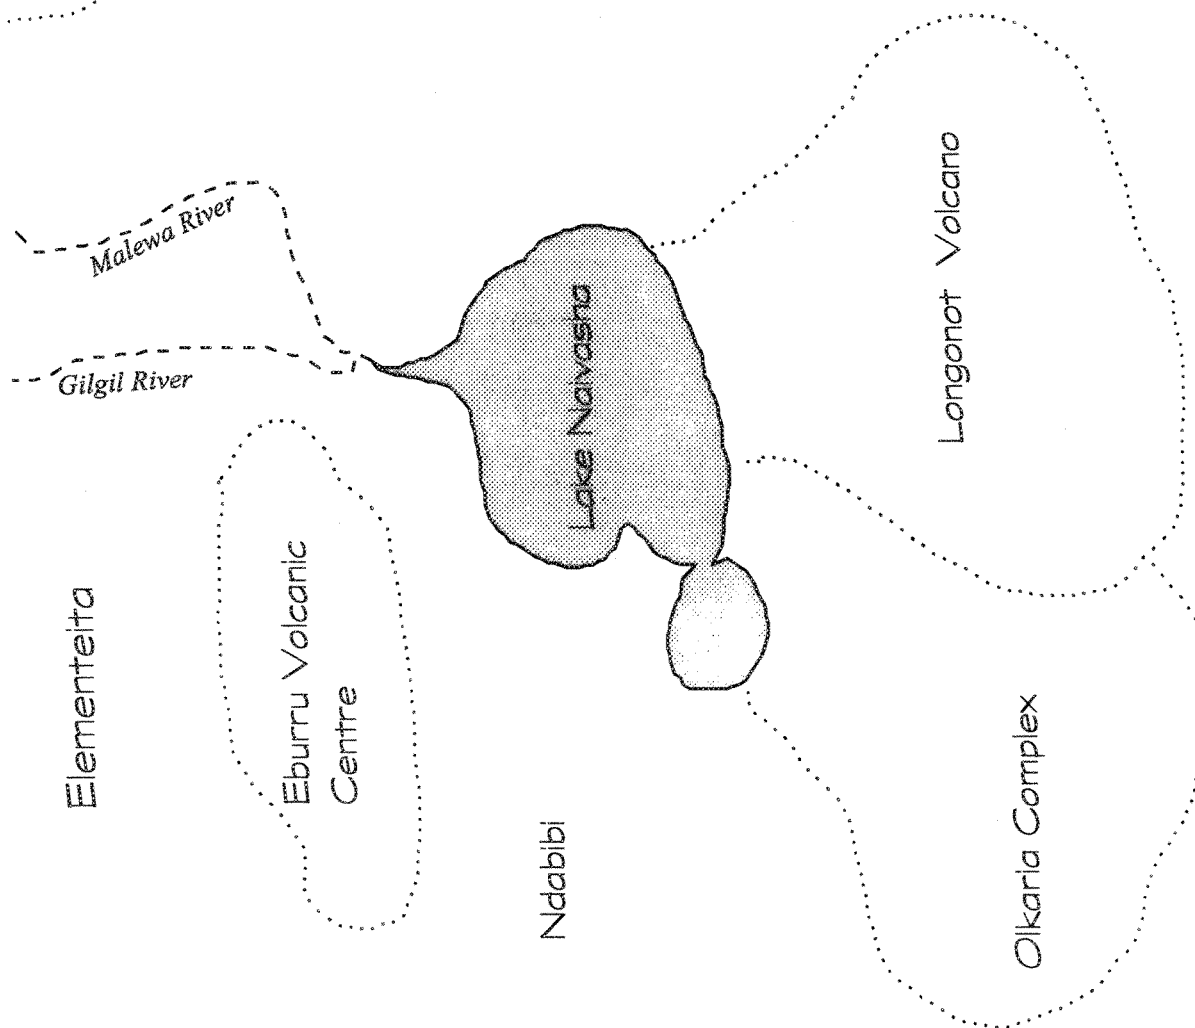 Malewa River
Gilgil River
Elementeita
Eburru Volcanic
Centre
Lake Naivasha
Ndabibi
Longonot Volcano
Olkaria Complex